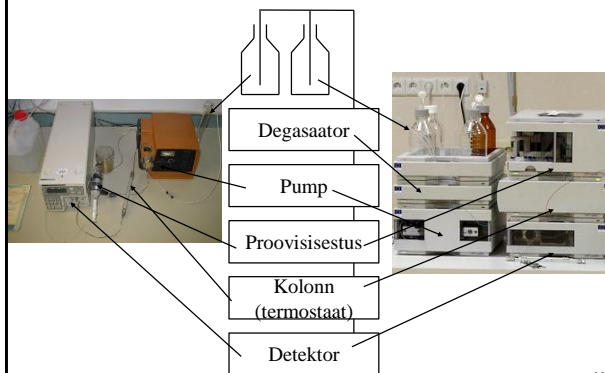 Degasaator
Pump
Proovisisestus
Kolonn
(termostaat)
Detektor